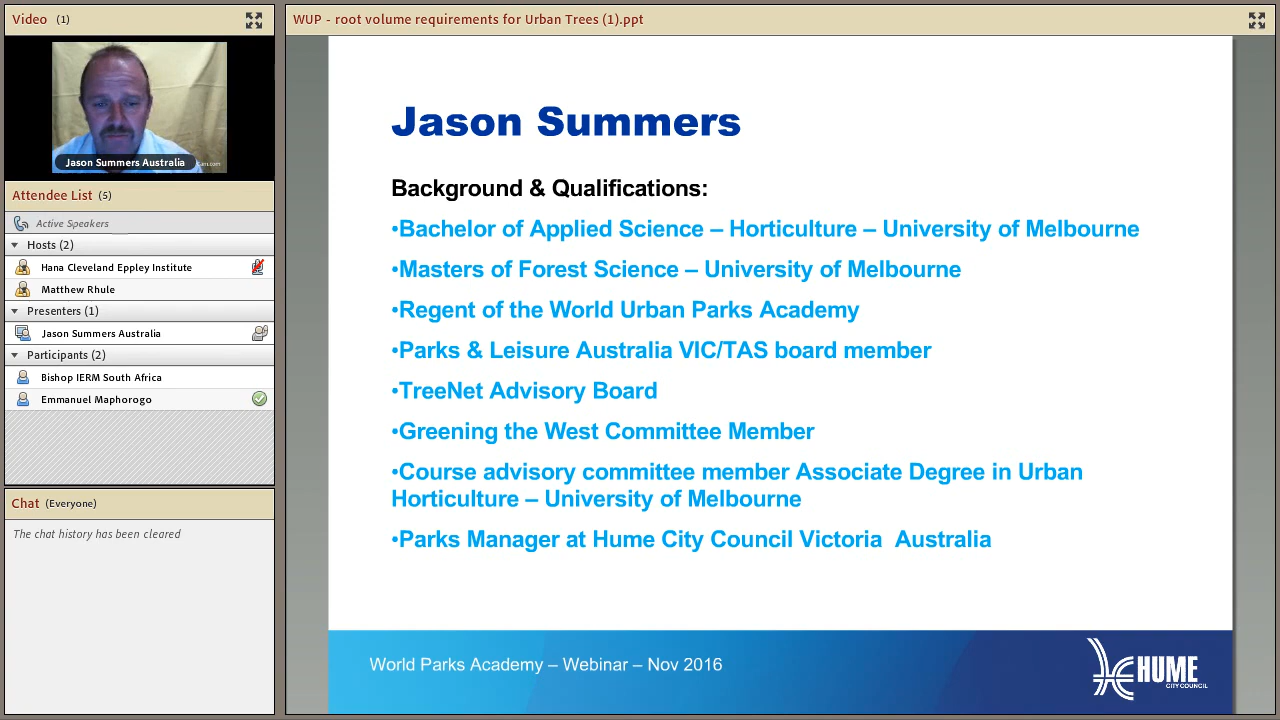 Video (1)
Jason Summers Australia
Attendee List (5)
Active Speakers
Hosts (2)
Hana Cleveland Eppley Institute
Matthew Rhule
Presenters (1)
Jason Summers Australia
Participants (2)
Bishop IERM South Africa
Emmanuel Maphorogo
Chat (Everyone)
The chat history has been cleared
WUP - root volume requirements for Urban Trees (1).ppt
Jason Summers
Background & Qualifications:
•Bachelor of Applied Science – Horticulture – University of Melbourne
•Masters of Forest Science – University of Melbourne
•Regent of the World Urban Parks Academy
•Parks & Leisure Australia VIC/TAS board member
•TreeNet Advisory Board
•Greening the West Committee Member
•Course advisory committee member Associate Degree in Urban
Horticulture – University of Melbourne
•Parks Manager at Hume City Council Victoria  Australia
World Parks Academy – Webinar – Nov 2016
HUME
CITY COUNCIL